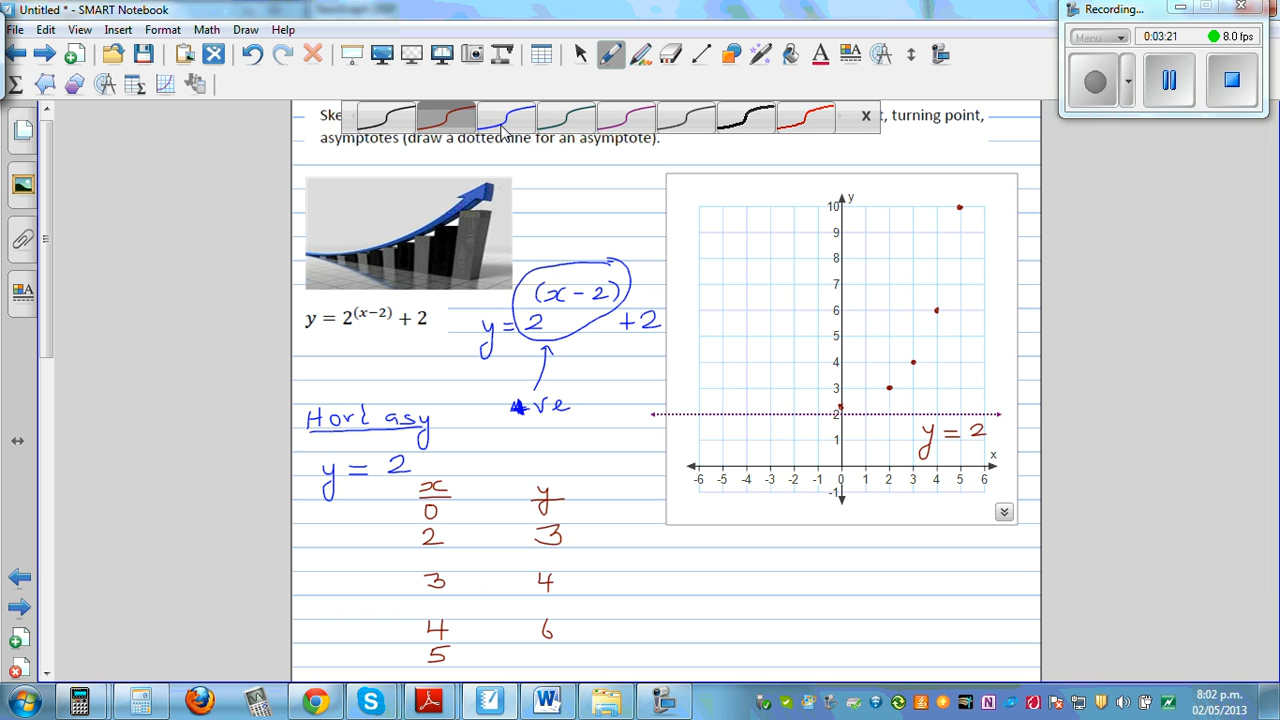 Untitled * - SMART Notebook
File Edit View Insert Format Math Draw Help
Recording...
Menu
0:03:21
8.0 fps
Ske
t, turning point,
asymptotes (draw a dotted line for an asymptote).
x
y = 2^(x−2) + 2
y = 2^(x − 2) + 2
+ve
Horl asy
y = 2
x y
0
2 3
3 4
4 6
5
y
10
9
8
7
6
5
4
3
2
1
-1
y = 2
x
-6 -5 -4 -3 -2 -1 0 1 2 3 4 5 6
8:02 p.m.
02/05/2013